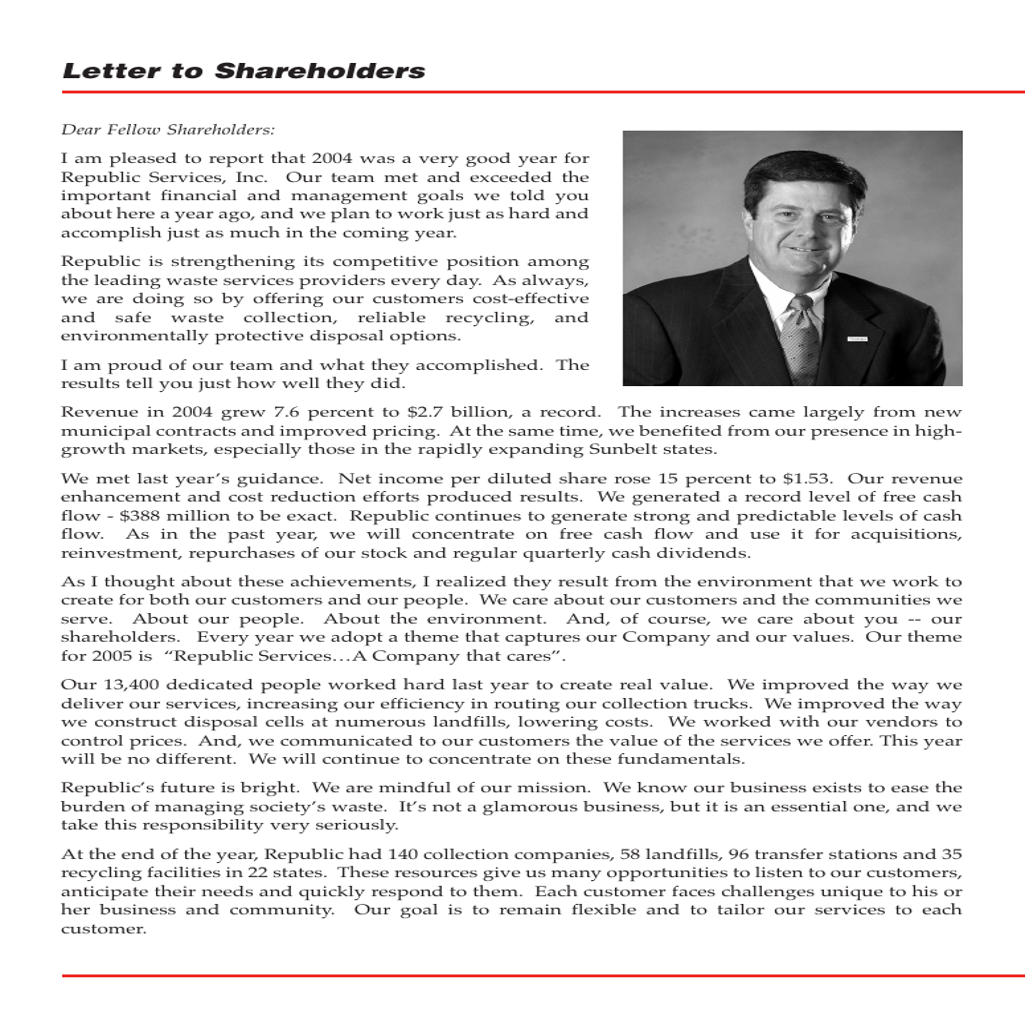 Letter to Shareholders
Dear Fellow Shareholders:
I am pleased to report that 2004 was a very good year for
Republic Services, Inc. Our team met and exceeded the
important financial and management goals we told you
about here a year ago, and we plan to work just as hard and
accomplish just as much in the coming year.
Republic is strengthening its competitive position among
the leading waste services providers every day. As always,
we are doing so by offering our customers cost-effective
and safe waste collection, reliable recycling, and
environmentally protective disposal options.
I am proud of our team and what they accomplished. The
results tell you just how well they did.
Revenue in 2004 grew 7.6 percent to $2.7 billion, a record. The increases came largely from new
municipal contracts and improved pricing. At the same time, we benefited from our presence in high-
growth markets, especially those in the rapidly expanding Sunbelt states.
We met last year’s guidance. Net income per diluted share rose 15 percent to $1.53. Our revenue
enhancement and cost reduction efforts produced results. We generated a record level of free cash
flow - $388 million to be exact. Republic continues to generate strong and predictable levels of cash
flow. As in the past year, we will concentrate on free cash flow and use it for acquisitions,
reinvestment, repurchases of our stock and regular quarterly cash dividends.
As I thought about these achievements, I realized they result from the environment that we work to
create for both our customers and our people. We care about our customers and the communities we
serve. About our people. About the environment. And, of course, we care about you -- our
shareholders. Every year we adopt a theme that captures our Company and our values. Our theme
for 2005 is “Republic Services…A Company that cares”.
Our 13,400 dedicated people worked hard last year to create real value. We improved the way we
deliver our services, increasing our efficiency in routing our collection trucks. We improved the way
we construct disposal cells at numerous landfills, lowering costs. We worked with our vendors to
control prices. And, we communicated to our customers the value of the services we offer. This year
will be no different. We will continue to concentrate on these fundamentals.
Republic’s future is bright. We are mindful of our mission. We know our business exists to ease the
burden of managing society’s waste. It’s not a glamorous business, but it is an essential one, and we
take this responsibility very seriously.
At the end of the year, Republic had 140 collection companies, 58 landfills, 96 transfer stations and 35
recycling facilities in 22 states. These resources give us many opportunities to listen to our customers,
anticipate their needs and quickly respond to them. Each customer faces challenges unique to his or
her business and community. Our goal is to remain flexible and to tailor our services to each
customer.